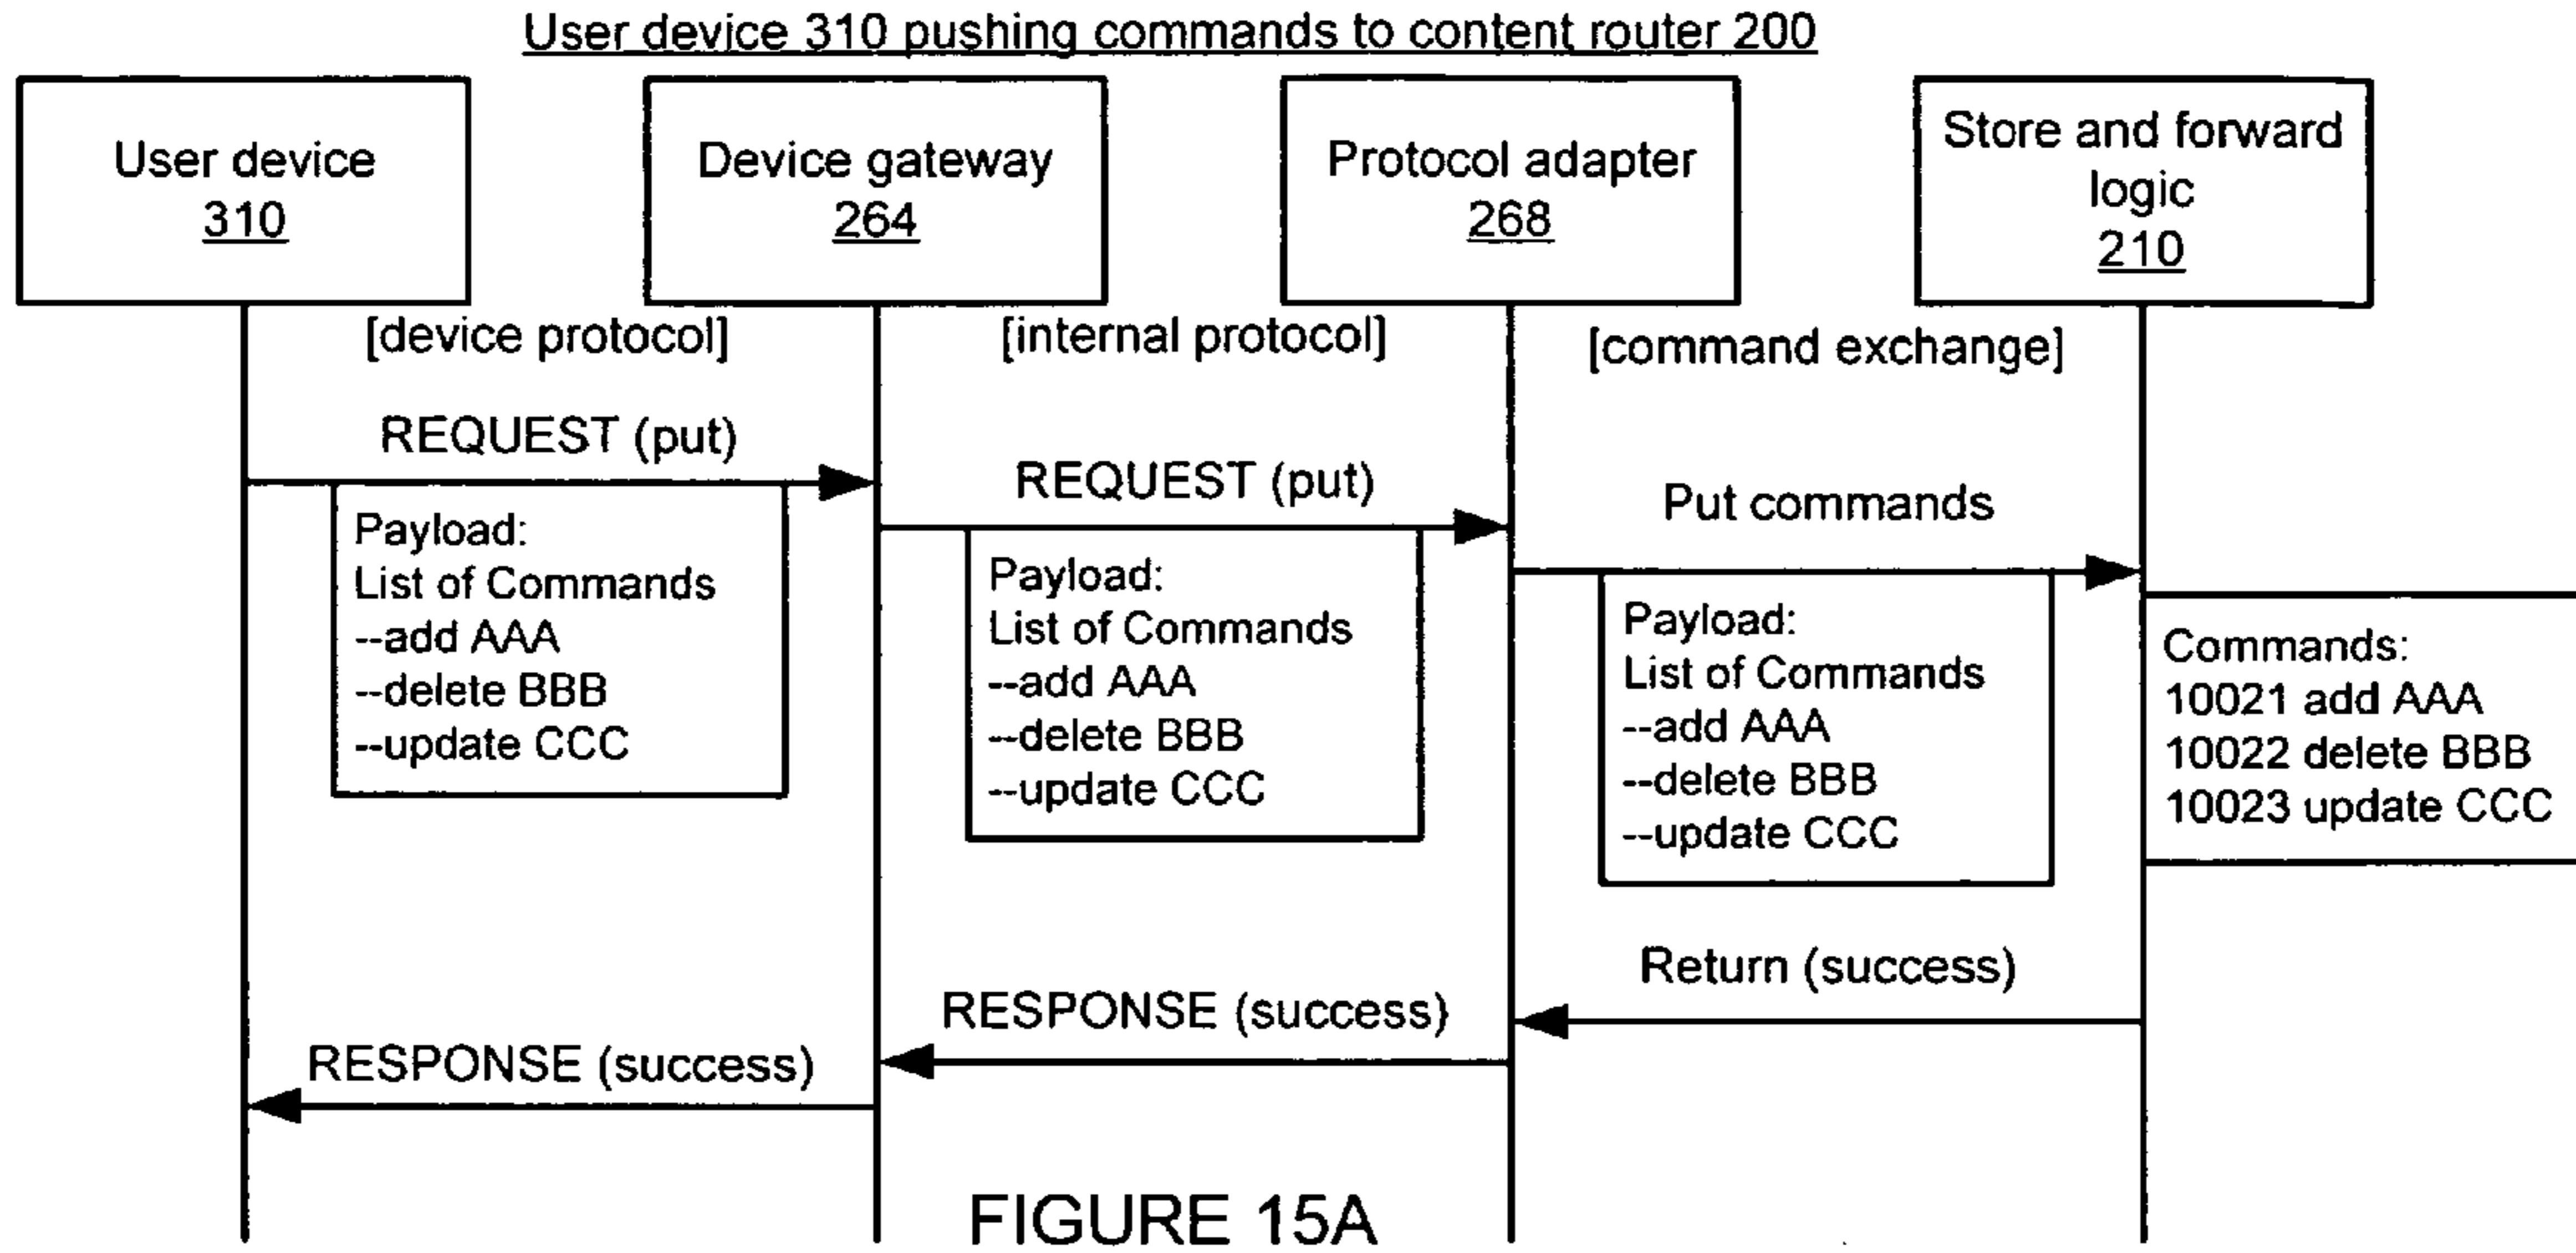 User device 310 pushing commands to content router 200
User device
310
Device gateway
264
Protocol adapter
268
Store and forward
logic
210
[device protocol]
[internal protocol]
[command exchange]
REQUEST (put)
Payload:
List of Commands
--add AAA
--delete BBB
--update CCC
REQUEST (put)
Payload:
List of Commands
--add AAA
--delete BBB
--update CCC
Put commands
Payload:
List of Commands
--add AAA
--delete BBB
--update CCC
Commands:
10021 add AAA
10022 delete BBB
10023 update CCC
Return (success)
RESPONSE (success)
RESPONSE (success)
FIGURE 15A